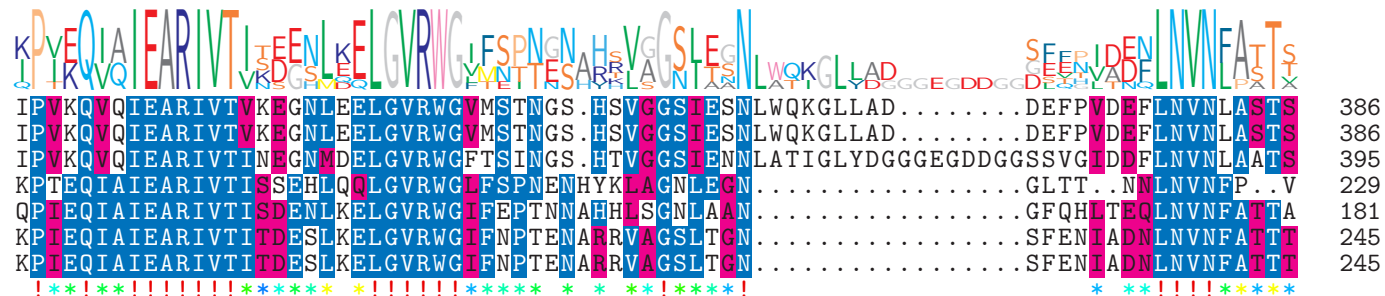 IPVKQVQIEARIVTVKEGNLEELGVRWGVMSTNGS.HSVGGSIESNLWQKGLLAD........DEFPVDEFLNVNLASTS 386
IPVKQVQIEARIVTVKEGNLEELGVRWGVMSTNGS.HSVGGSIESNLWQKGLLAD........DEFPVDEFLNVNLASTS 386
IPVKQVQIEARIVTINEGNMDELGVRWGFTSINGS.HTVGGSIENNLATIGLYDGGGEGDDGGSSVGIDDFLNVNLAATS 395
KPTEQIAIEARIVTISSEHLQQLGVRWGLFSPNENHYKLAGNLEGN.................GLTT..NNLNVNFP..V 229
QPIEQIAIEARIVTISDENLKELGVRWGIFEPTNNAHHLSGNLAAN.................GFQHLTEQLNVNFATTA 181
KPIEQIAIEARIVTITDESLKELGVRWGIFNPTENARRVAGSLTGN.................SFENIADNLNVNFATTT 245
KPIEQIAIEARIVTITDESLKELGVRWGIFNPTENARRVAGSLTGN.................SFENIADNLNVNFATTT 245
!**!**!!!!!!!****** *!!!!!!***** * * **!****! * **!!!!*****